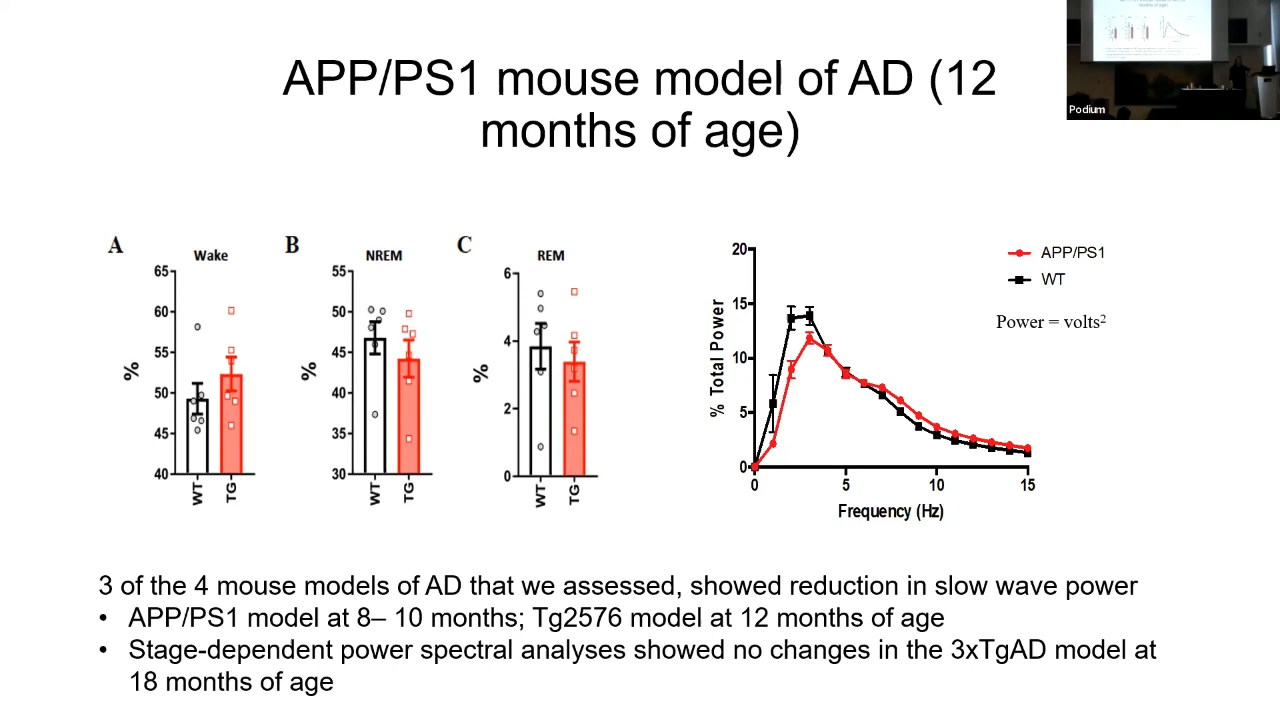 APP/PS1 mouse model of AD (12
months of age)
Podium
A
Wake
%
65
60
55
50
45
40
WT
TG
B
NREM
%
55
50
45
40
35
30
WT
TG
C
REM
%
6
4
2
0
WT
TG
% Total Power
20
15
10
5
0
0
5
10
15
Frequency (Hz)
APP/PS1
WT
Power = volts²
3 of the 4 mouse models of AD that we assessed, showed reduction in slow wave power
• APP/PS1 model at 8– 10 months; Tg2576 model at 12 months of age
• Stage-dependent power spectral analyses showed no changes in the 3xTgAD model at
18 months of age